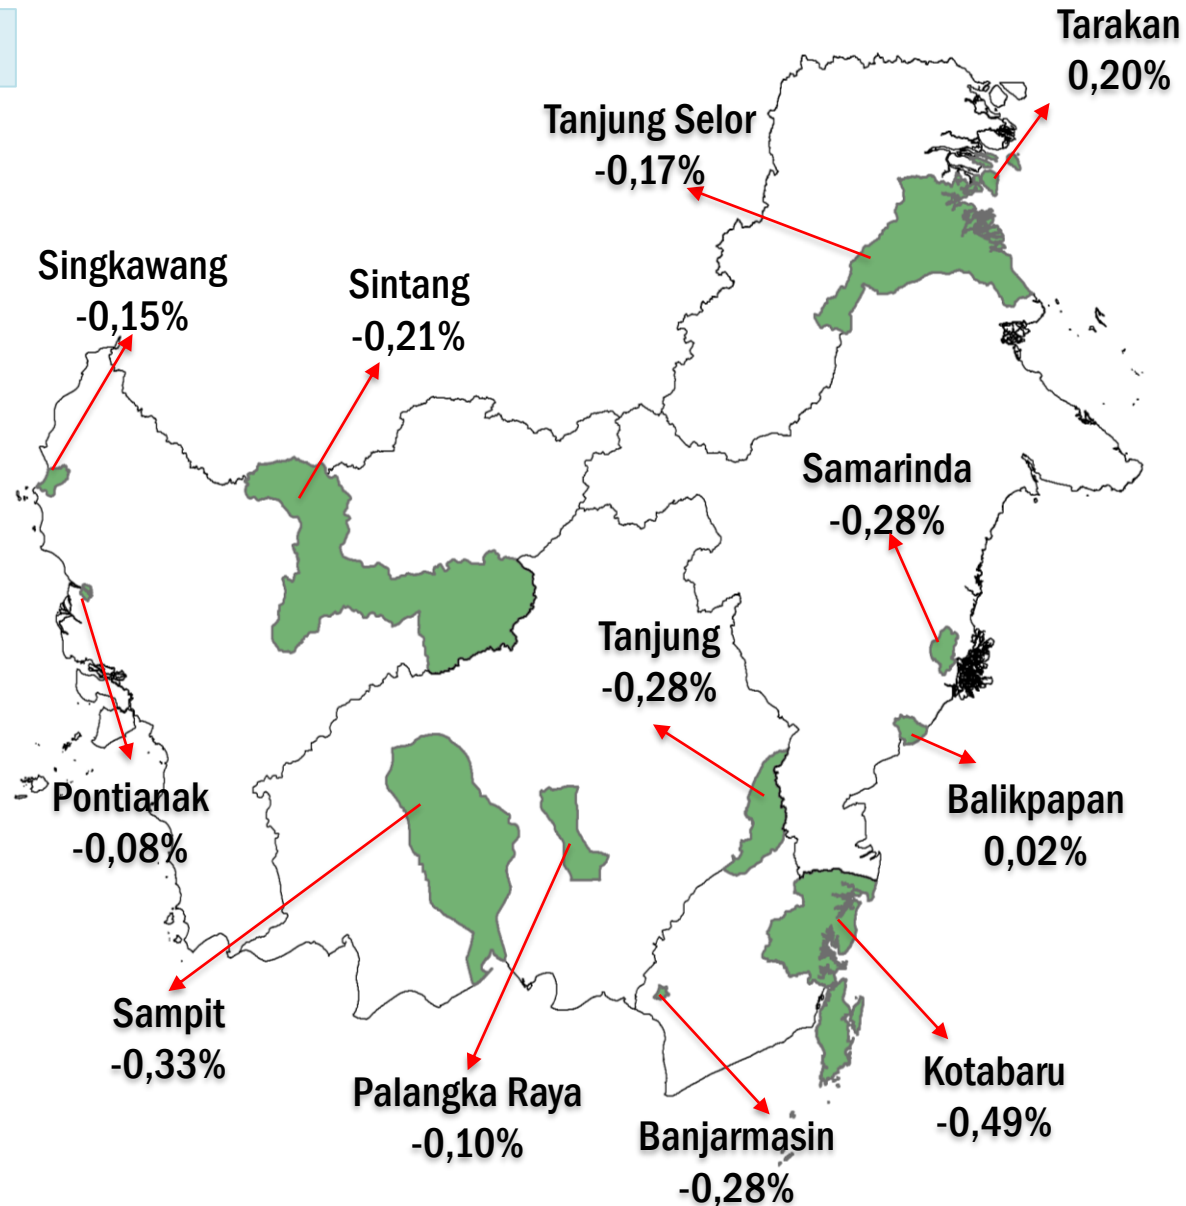 Tarakan
0,20%
Tanjung Selor
-0,17%
Singkawang
-0,15%
Sintang
-0,21%
Samarinda
-0,28%
Tanjung
-0,28%
Pontianak
-0,08%
Balikpapan
0,02%
Sampit
-0,33%
Palangka Raya
-0,10%
Banjarmasin
-0,28%
Kotabaru
-0,49%